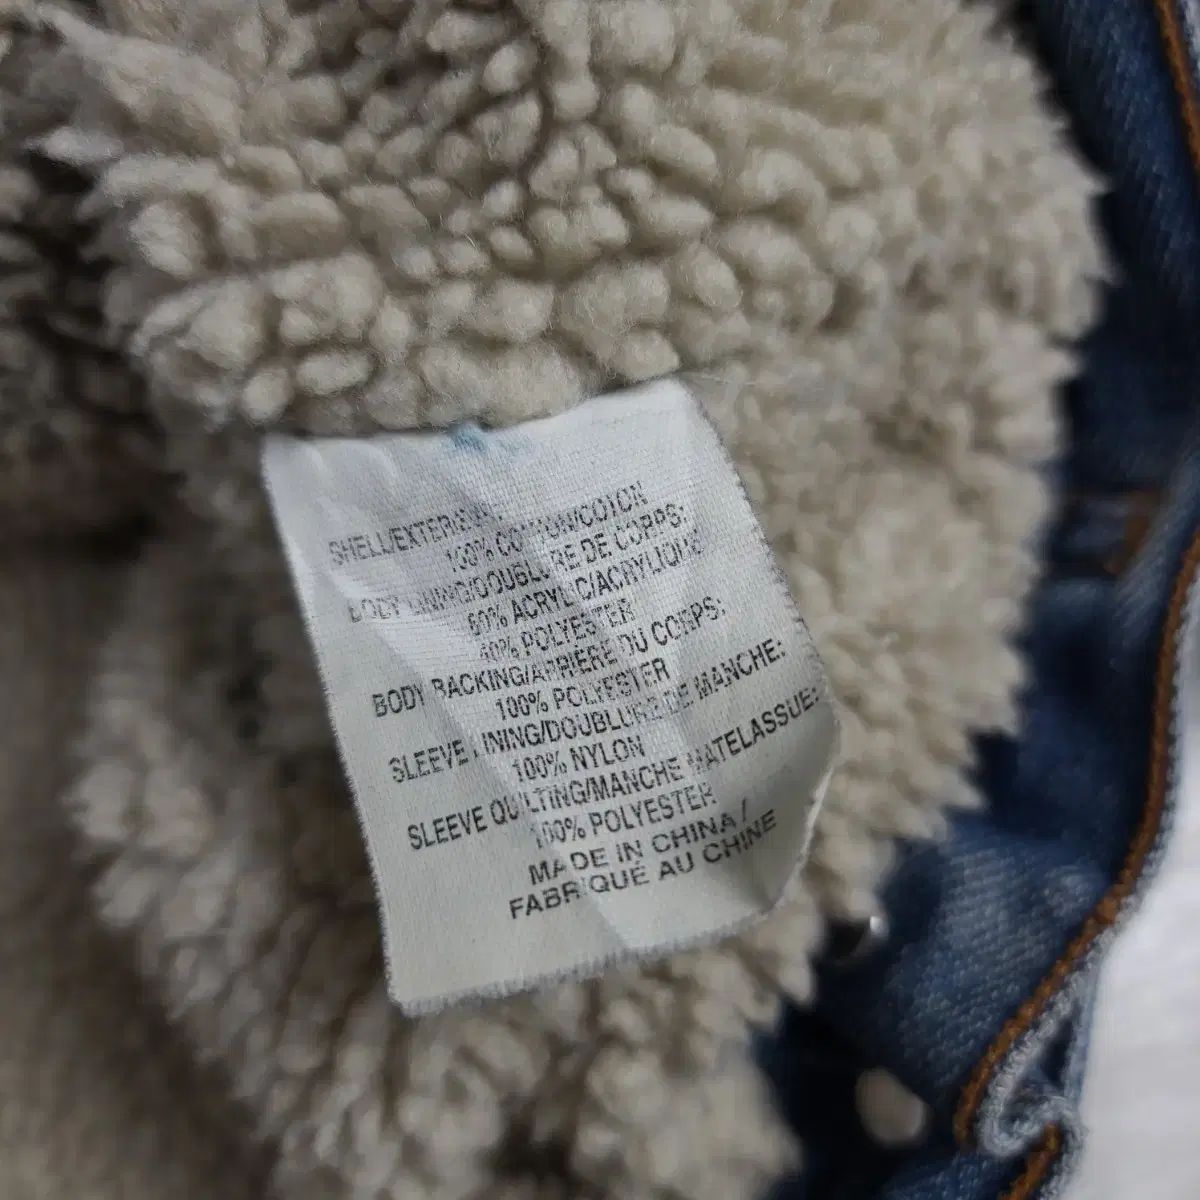 SHELL/EXTERIEUR:
100% COTTON/COTON
BODY LINING/DOUBLURE DE CORPS:
60% ACRYLIC/ACRYLIQUE
40% POLYESTER
BODY BACKING/ARRIÈRE DU CORPS:
100% POLYESTER
SLEEVE LINING/DOUBLURE DE MANCHE:
100% NYLON
SLEEVE QUILTING/MANCHE MATELASSUE:
100% POLYESTER
MADE IN CHINA /
FABRIQUÉ AU CHINE